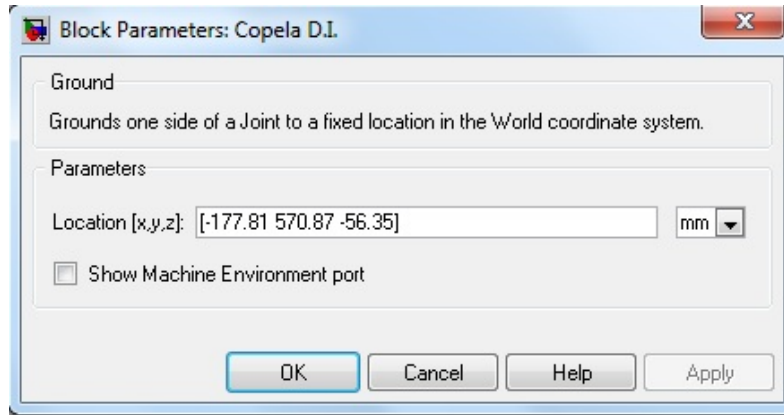 Block Parameters: Copela D.I.
Ground
Grounds one side of a Joint to a fixed location in the World coordinate system.
Parameters
Location [x,y,z]: [-177.81 570.87 -56.35] mm
Show Machine Environment port
OK Cancel Help Apply